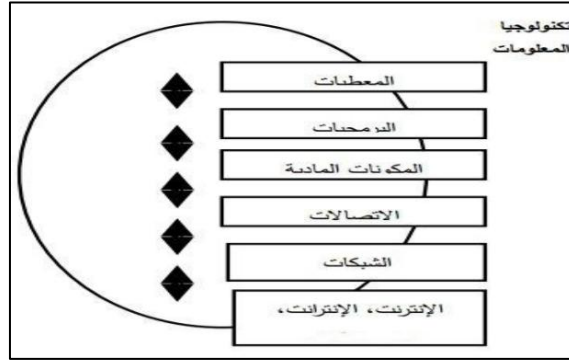 تكنولوجيا
المعلومات
المعطيات
البرمجيات
المكونات المادية
الاتصالات
الشبكات
الإنترنت، الإنترانت،